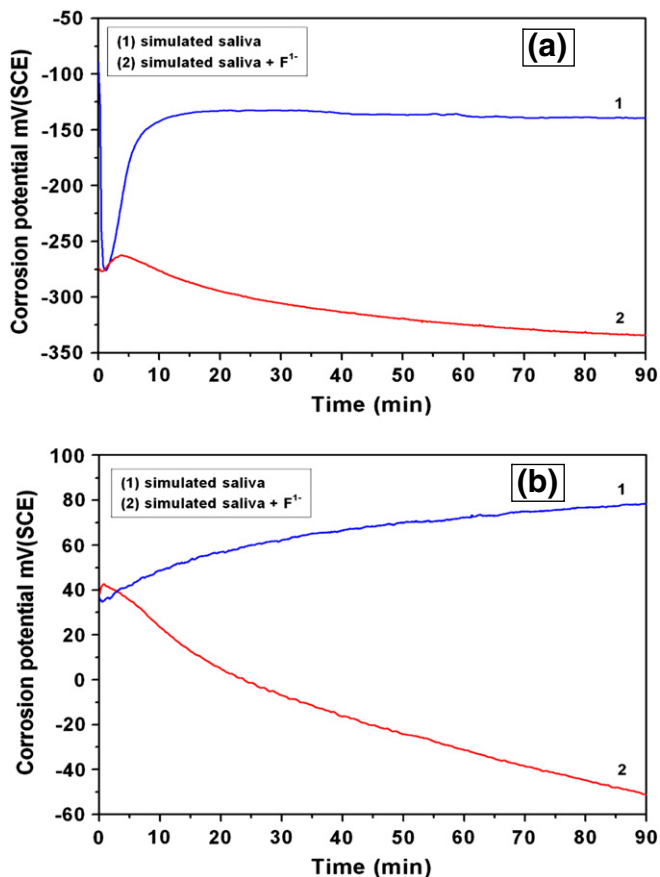 -50
(a)
(1) simulated saliva
(2) simulated saliva + F¹⁻
-100
1
-150
-200
-250
-300
2
-350
0 10 20 30 40 50 60 70 80 90
Corrosion potential mV(SCE)
Time (min)
100
(b)
1
(1) simulated saliva
(2) simulated saliva + F¹⁻
80
60
40
20
0
-20
-40
2
-60
0 10 20 30 40 50 60 70 80 90
Corrosion potential mV(SCE)
Time (min)